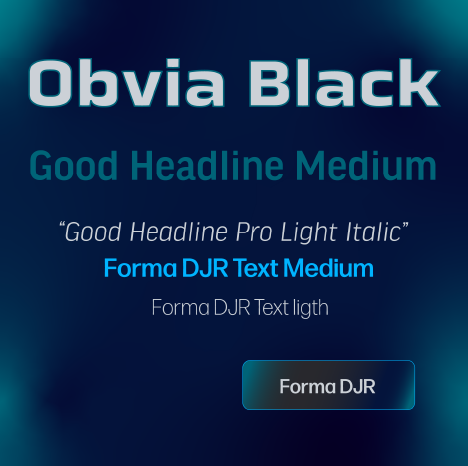 Obvia Black
Good Headline Medium
“Good Headline Pro Light Italic”
Forma DJR Text Medium
Forma DJR Text ligth
Forma DJR